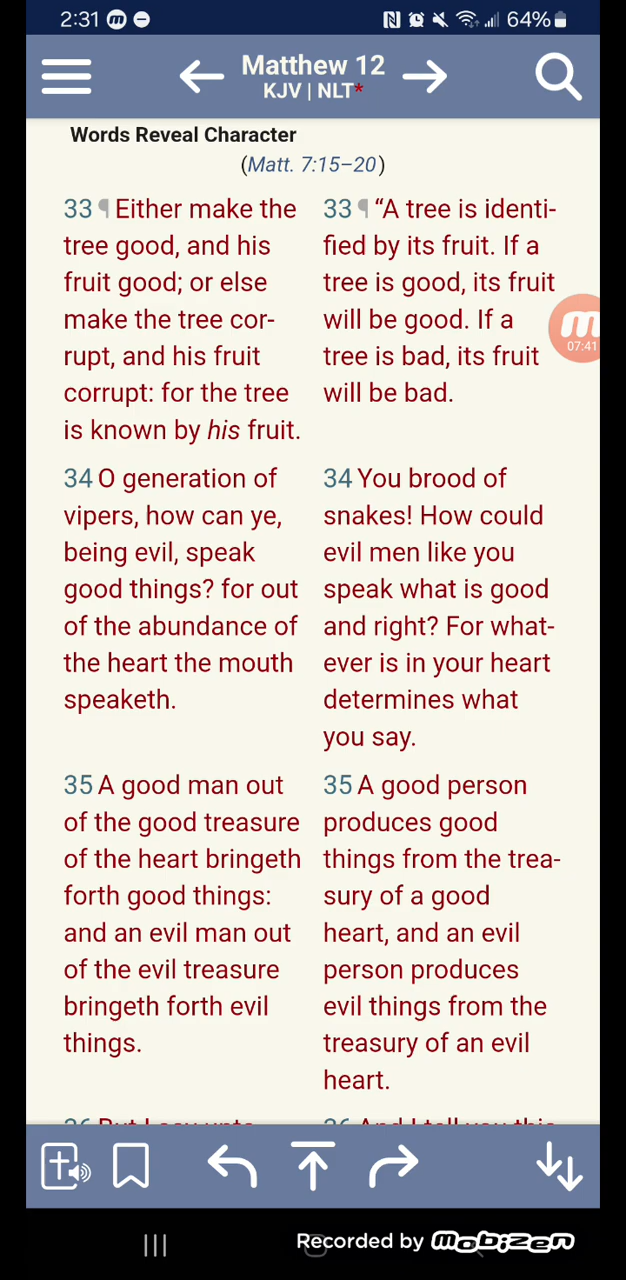 2:31 64%
Matthew 12
KJV | NLT*
Words Reveal Character
(Matt. 7:15–20)
33 ¶ Either make the
tree good, and his
fruit good; or else
make the tree cor-
rupt, and his fruit
corrupt: for the tree
is known by his fruit.
33 ¶ “A tree is identi-
fied by its fruit. If a
tree is good, its fruit
will be good. If a
tree is bad, its fruit
will be bad.
m
07:41
34 O generation of
vipers, how can ye,
being evil, speak
good things? for out
of the abundance of
the heart the mouth
speaketh.
34 You brood of
snakes! How could
evil men like you
speak what is good
and right? For what-
ever is in your heart
determines what
you say.
35 A good man out
of the good treasure
of the heart bringeth
forth good things:
and an evil man out
of the evil treasure
bringeth forth evil
things.
35 A good person
produces good
things from the trea-
sury of a good
heart, and an evil
person produces
evil things from the
treasury of an evil
heart.
36 But I say unto
36 And I tell you this
Recorded by Mobizen